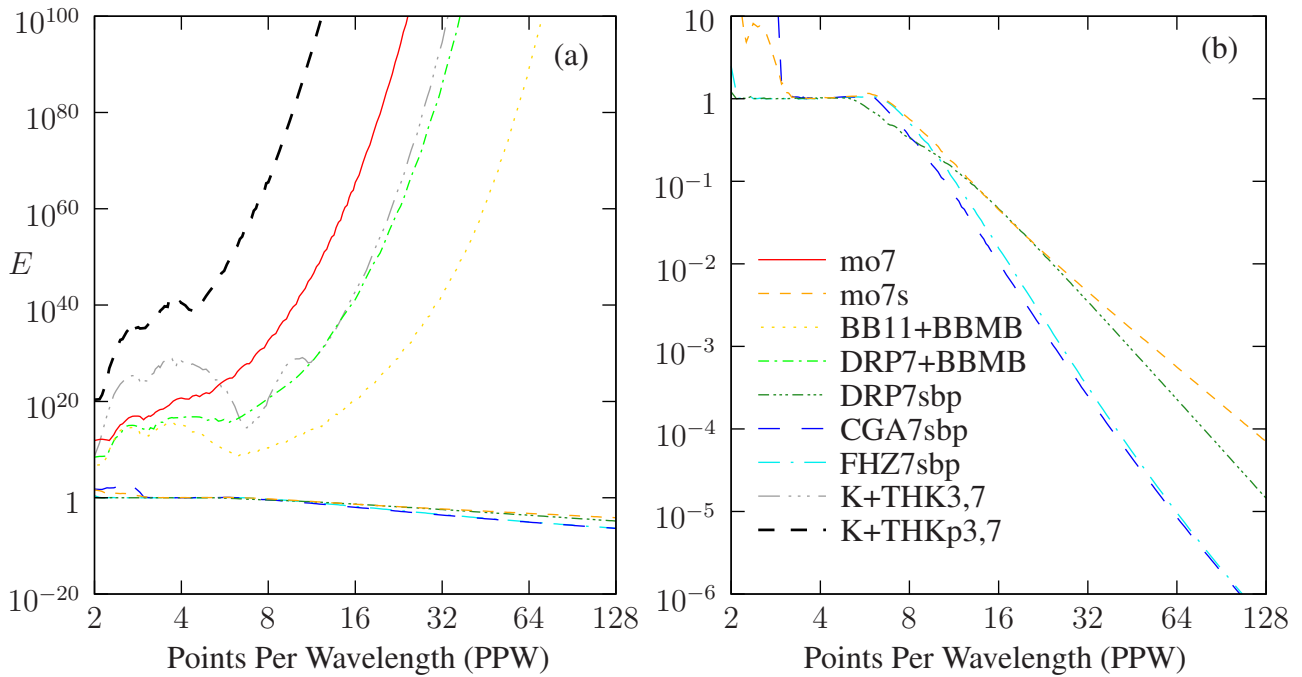 10^100
10^80
10^60
E
10^40
10^20
1
10^-20
2 4 8 16 32 64 128
Points Per Wavelength (PPW)
(a)
10
1
10^-1
10^-2
10^-3
10^-4
10^-5
10^-6
2 4 8 16 32 64 128
Points Per Wavelength (PPW)
(b)
mo7
mo7s
BB11+BBMB
DRP7+BBMB
DRP7sbp
CGA7sbp
FHZ7sbp
K+THK3,7
K+THKp3,7